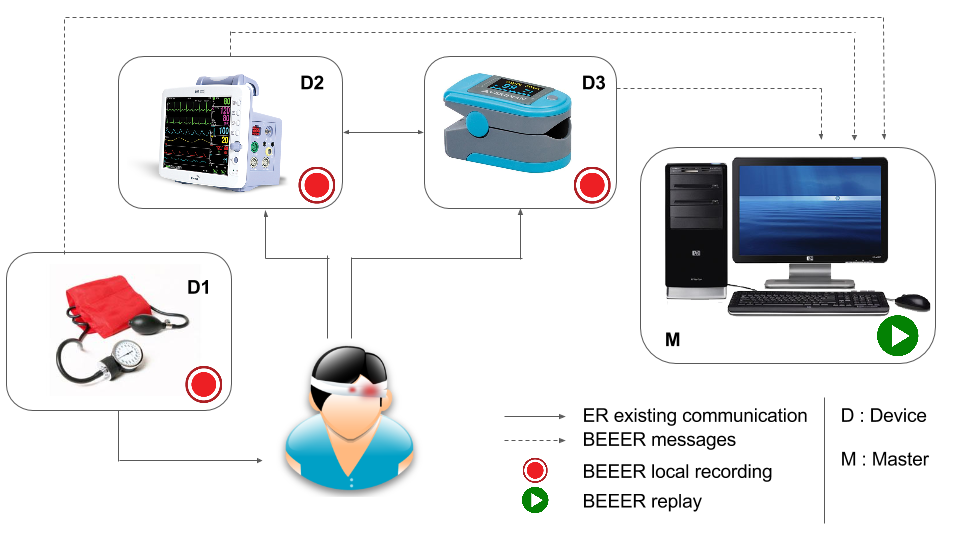 D2
D3
D1
M
ER existing communication
D : Device
BEEER messages
M : Master
BEEER local recording
BEEER replay